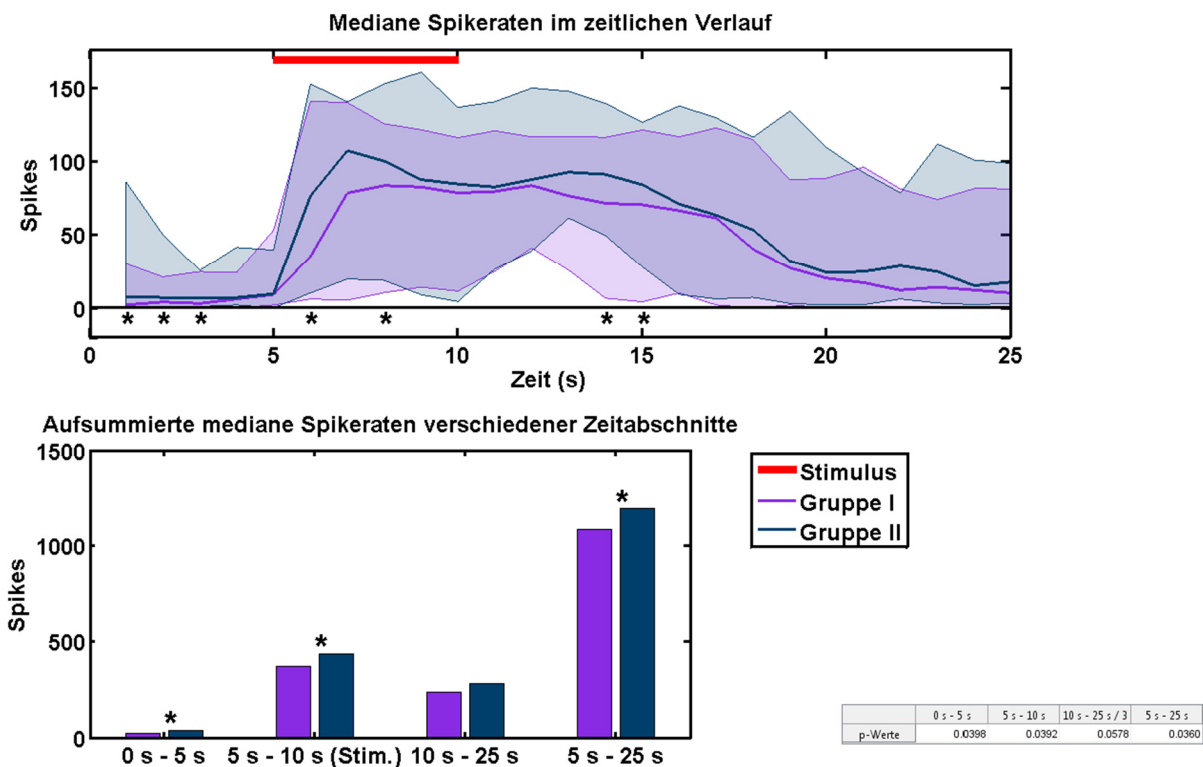 Mediane Spikeraten im zeitlichen Verlauf
150
100
50
0
Spikes
* * * * * * *
0 5 10 15 20 25
Zeit (s)
Aufsummierte mediane Spikeraten verschiedener Zeitabschnitte
1500
1000
500
0
Spikes
* * *
0 s - 5 s 5 s - 10 s (Stim.) 10 s - 25 s 5 s - 25 s
Stimulus
Gruppe I
Gruppe II
0 s - 5 s 5 s - 10 s 10 s - 25 s / 3 5 s - 25 s
p-Werte 0.0398 0.0392 0.0578 0.0360